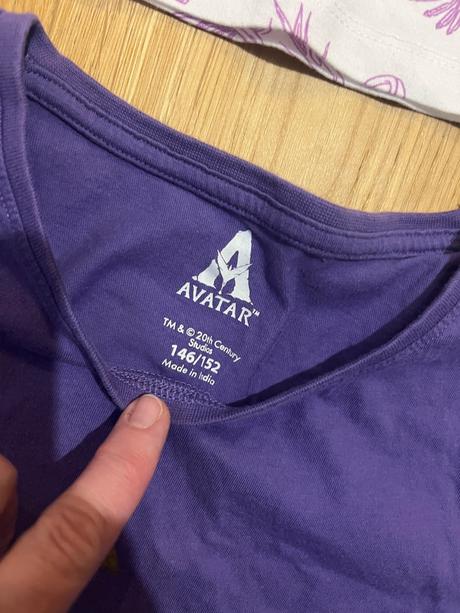 A
AVATAR™
TM & © 20th Century
Studios
146/152
Made in India